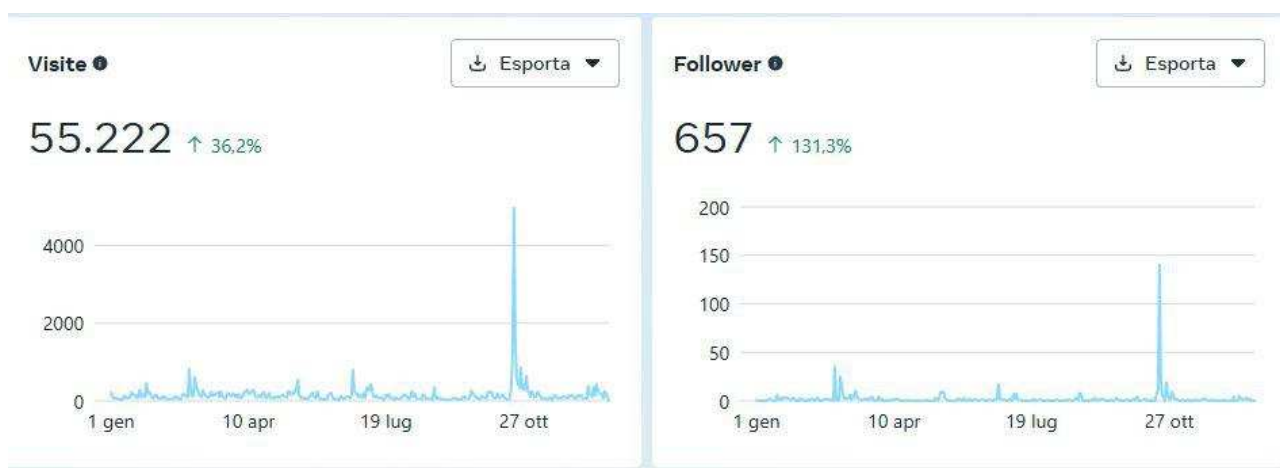 Visite
Esporta
55.222 ↑ 36,2%
4000
2000
0
1 gen 10 apr 19 lug 27 ott
Follower
Esporta
657 ↑ 131,3%
200
150
100
50
0
1 gen 10 apr 19 lug 27 ott